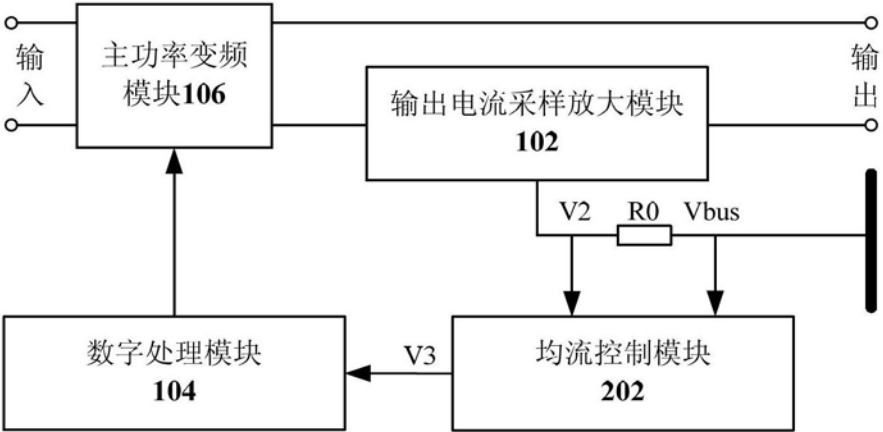 输入
主功率变频
模块106
输出电流采样放大模块
102
输出
V2 R0 Vbus
数字处理模块
104
V3
均流控制模块
202